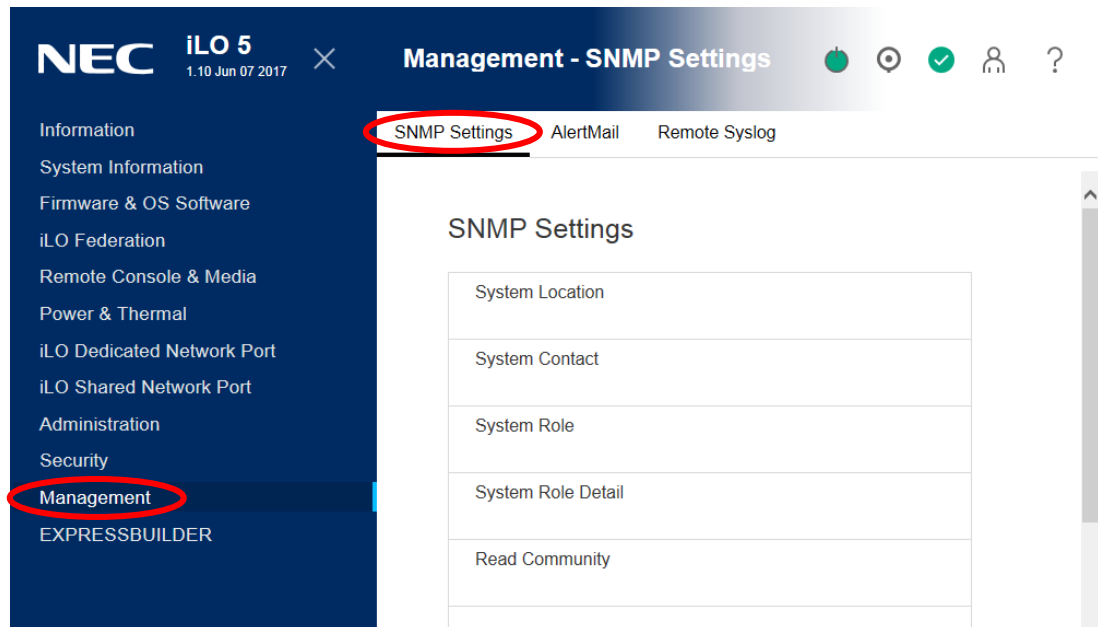 NEC iLO 5
1.10 Jun 07 2017
Management - SNMP Settings
?
Information
System Information
Firmware & OS Software
iLO Federation
Remote Console & Media
Power & Thermal
iLO Dedicated Network Port
iLO Shared Network Port
Administration
Security
Management
EXPRESSBUILDER
SNMP Settings AlertMail Remote Syslog
SNMP Settings
System Location
System Contact
System Role
System Role Detail
Read Community